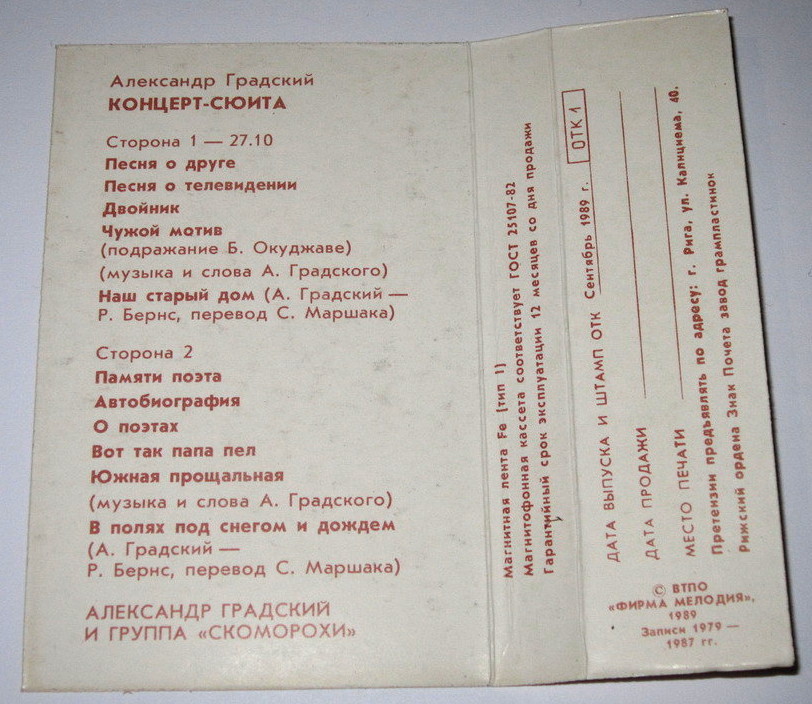 Александр Градский
КОНЦЕРТ-СЮИТА
Сторона 1 — 27.10
Песня о друге
Песня о телевидении
Двойник
Чужой мотив
(подражание Б. Окуджаве)
(музыка и слова А. Градского)
Наш старый дом (А. Градский —
Р. Бернс, перевод С. Маршака)
Сторона 2
Памяти поэта
Автобиография
О поэтах
Вот так папа пел
Южная прощальная
(музыка и слова А. Градского)
В полях под снегом и дождем
(А. Градский —
Р. Бернс, перевод С. Маршака)
АЛЕКСАНДР ГРАДСКИЙ
И ГРУППА «СКОМОРОХИ»
Магнитная лента Fe (тип 1)
Магнитофонная кассета соответствует ГОСТ 25107-82
Гарантийный срок эксплуатации 12 месяцев со дня продажи
ДАТА ВЫПУСКА И ШТАМП ОТК Сентябрь 1989 г. ОТК 1
ДАТА ПРОДАЖИ
МЕСТО ПЕЧАТИ
Претензии предъявлять по адресу: г. Рига, ул. Калнциема, 40.
Рижский ордена Знак Почета завод грампластинок
© ВТПО
«ФИРМА МЕЛОДИЯ»,
1989
Записи 1979 —
1987 гг.